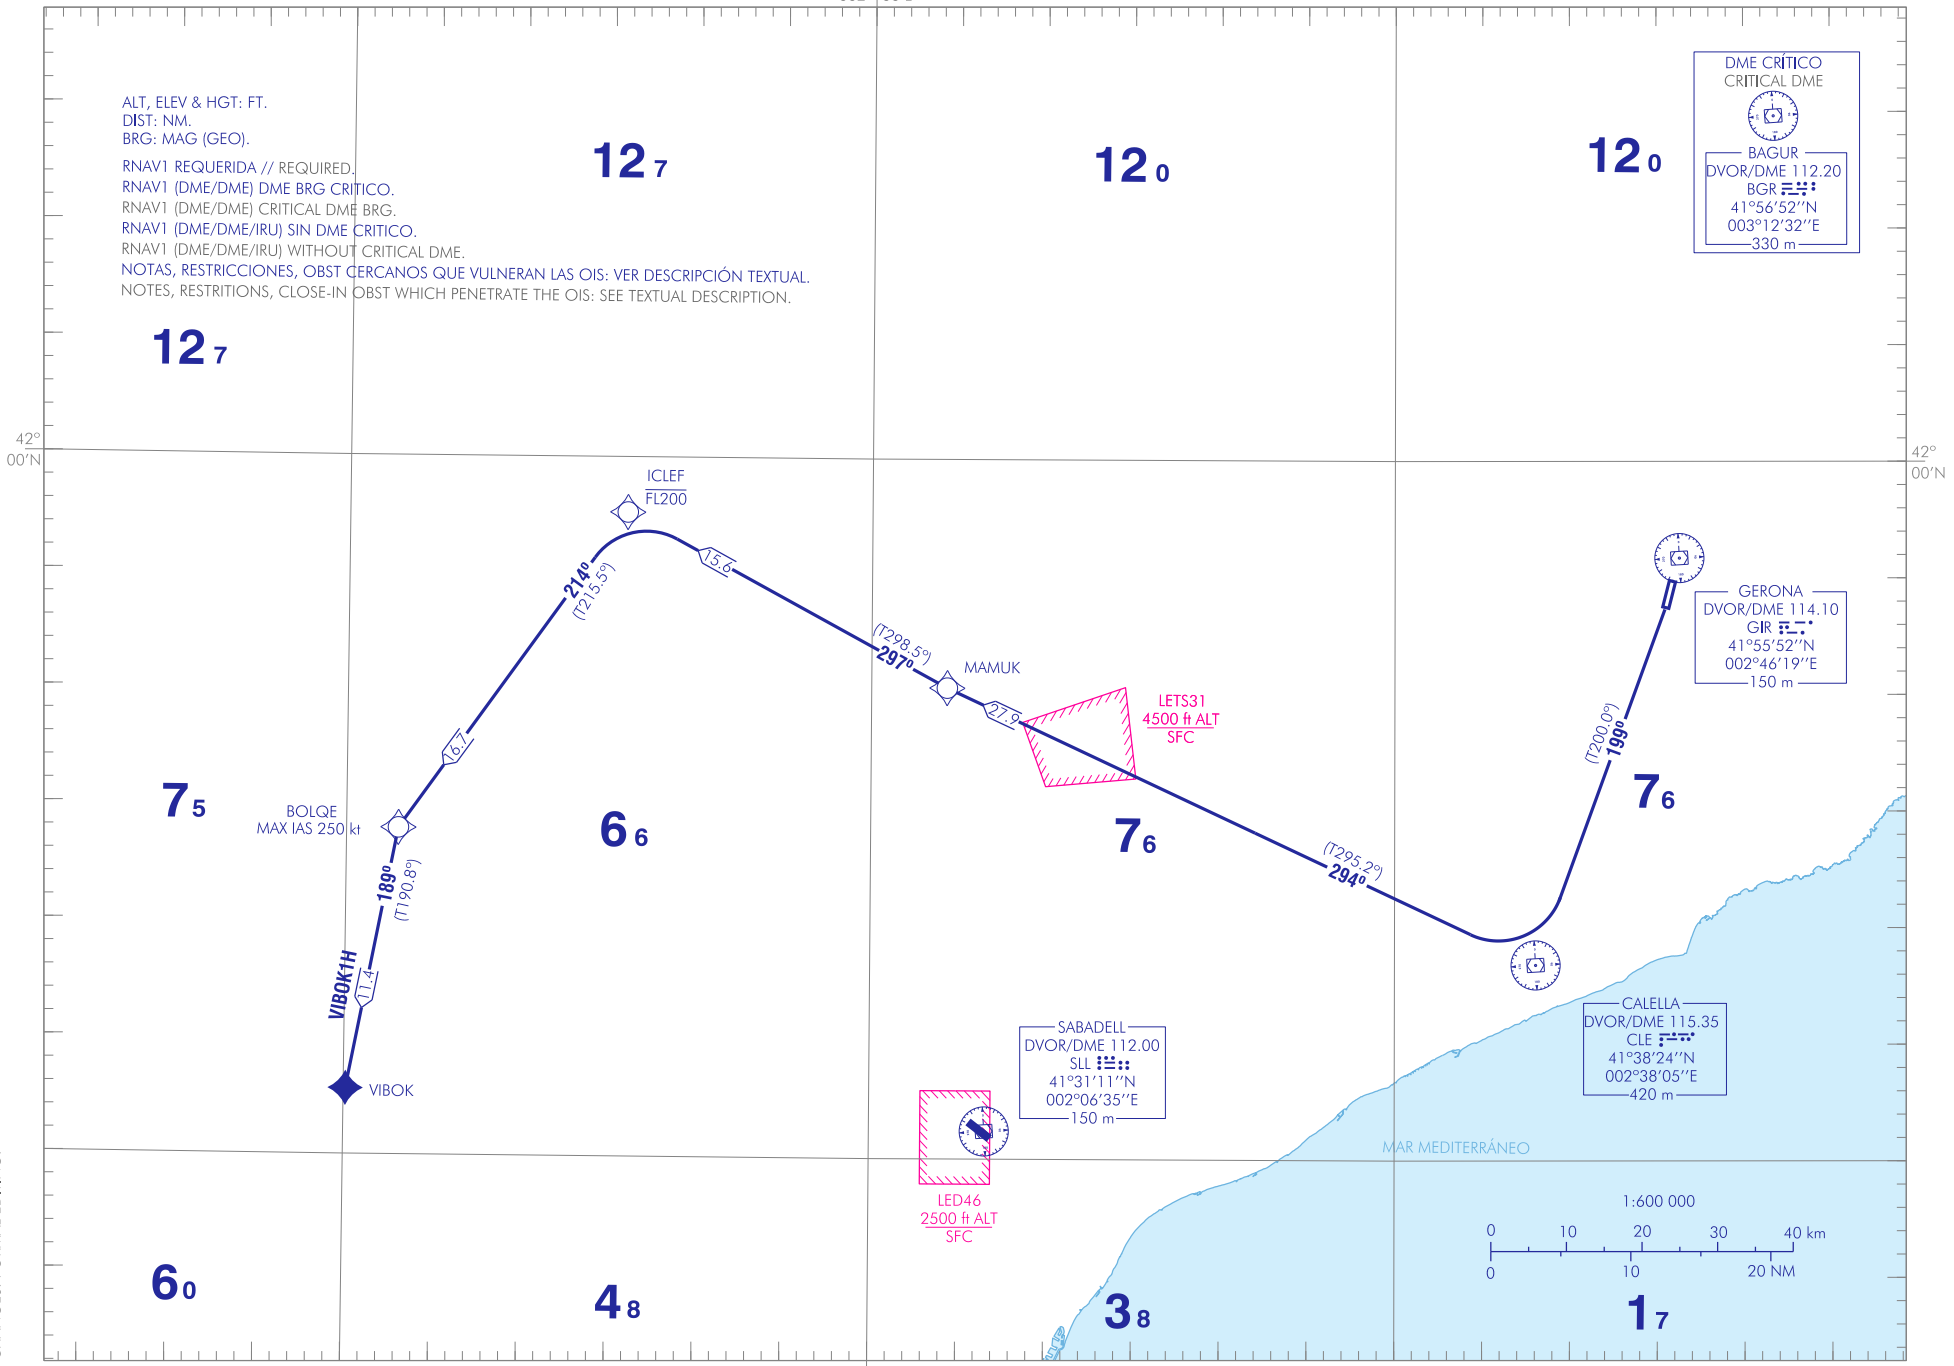 ALT, ELEV & HGT: FT.
DIST: NM.
BRG: MAG (GEO).
RNAV1 REQUERIDA // REQUIRED.
RNAV1 (DME/DME) DME BRG CRITICO.
RNAV1 (DME/DME) CRITICAL DME BRG.
RNAV1 (DME/DME/IRU) SIN DME CRITICO.
RNAV1 (DME/DME/IRU) WITHOUT CRITICAL DME.
NOTAS, RESTRICCIONES, OBST CERCANOS QUE VULNERAN LAS OIS: VER DESCRIPCIÓN TEXTUAL.
NOTES, RESTRITIONS, CLOSE-IN OBST WHICH PENETRATE THE OIS: SEE TEXTUAL DESCRIPTION.
12 7
12 0
12 0
DME CRÍTICO
CRITICAL DME
BAGUR
DVOR/DME 112.20
BGR
41°56'52''N
003°12'32''E
330 m
12 7
42°
00'N
42°
00'N
ICLEF
FL200
15.6
214º
(T215.5º)
(T298.5º)
297º
MAMUK
27.9
LETS31
4500 ft ALT
SFC
GERONA
DVOR/DME 114.10
GIR
41°55'52''N
002°46'19''E
150 m
(T200.0º)
199º
16.7
7 5
BOLQE
MAX IAS 250 kt
6 6
7 6
7 6
(T295.2º)
294º
189º
(T190.8º)
VIBOK1H
11.4
VIBOK
SABADELL
DVOR/DME 112.00
SLL
41°31'11''N
002°06'35''E
150 m
CALELLA
DVOR/DME 115.35
CLE
41°38'24''N
002°38'05''E
420 m
MAR MEDITERRÁNEO
LED46
2500 ft ALT
SFC
1:600 000
0 10 20 30 40 km
0 10 20 NM
6 0
4 8
3 8
1 7